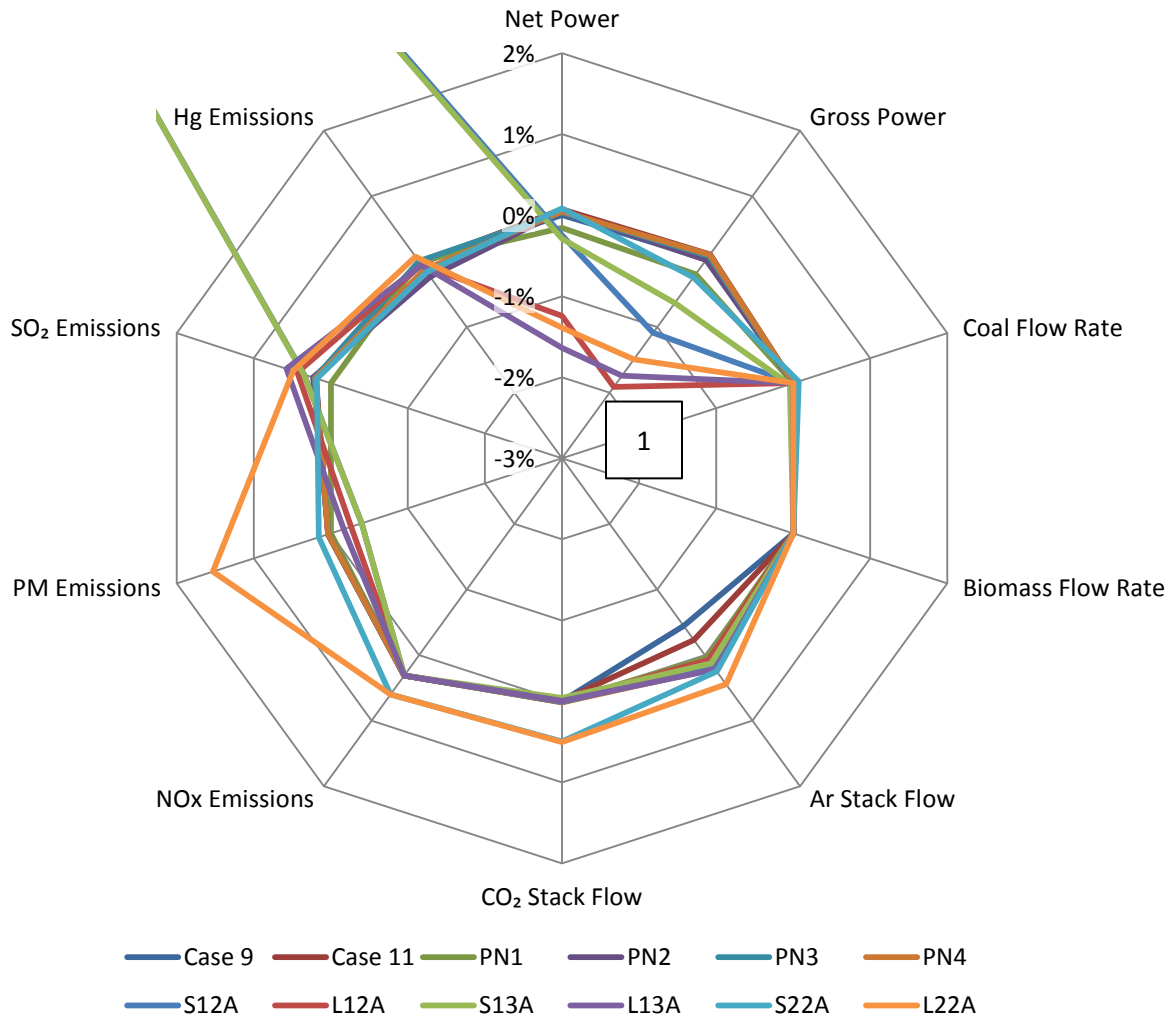 Net Power
2%
Hg Emissions
Gross Power
1%
0%
SO₂ Emissions
Coal Flow Rate
-1%
-2%
1
-3%
PM Emissions
Biomass Flow Rate
NOx Emissions
Ar Stack Flow
CO₂ Stack Flow
Case 9 Case 11 PN1 PN2 PN3 PN4
S12A L12A S13A L13A S22A L22A